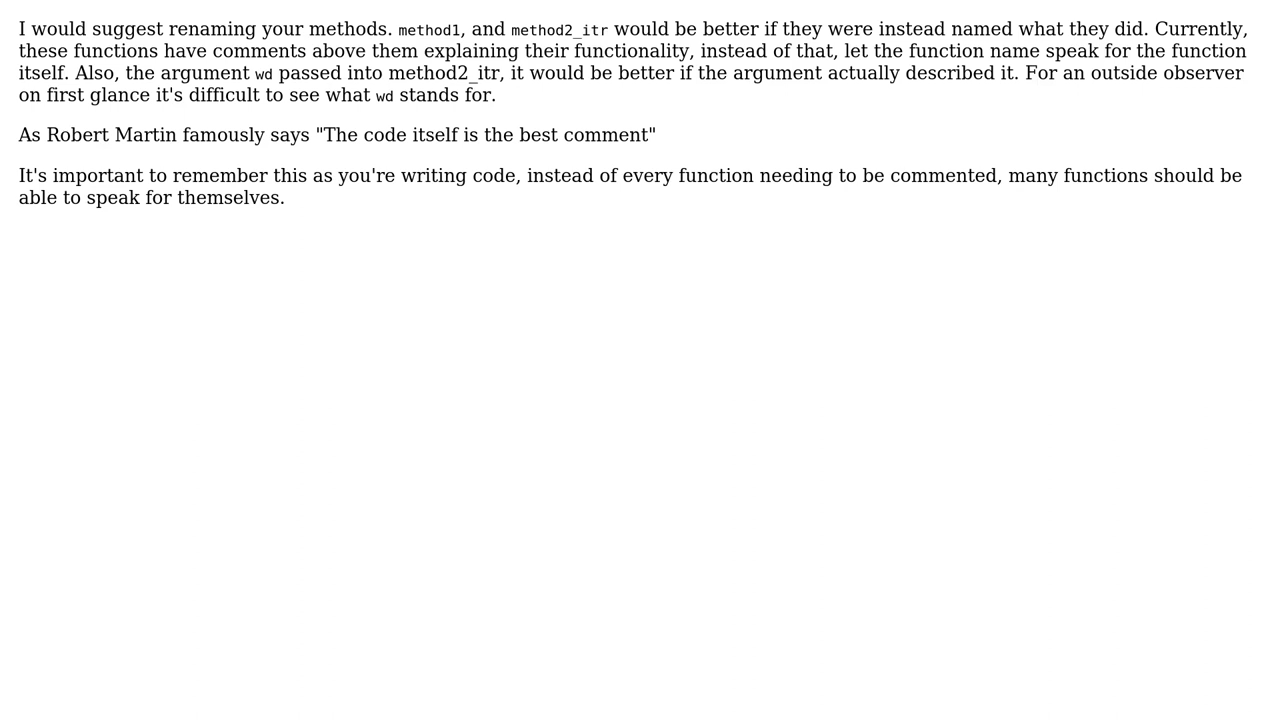 I would suggest renaming your methods. method1, and method2_itr would be better if they were instead named what they did. Currently,
these functions have comments above them explaining their functionality, instead of that, let the function name speak for the function
itself. Also, the argument wd passed into method2_itr, it would be better if the argument actually described it. For an outside observer
on first glance it's difficult to see what wd stands for.
As Robert Martin famously says "The code itself is the best comment"
It's important to remember this as you're writing code, instead of every function needing to be commented, many functions should be
able to speak for themselves.